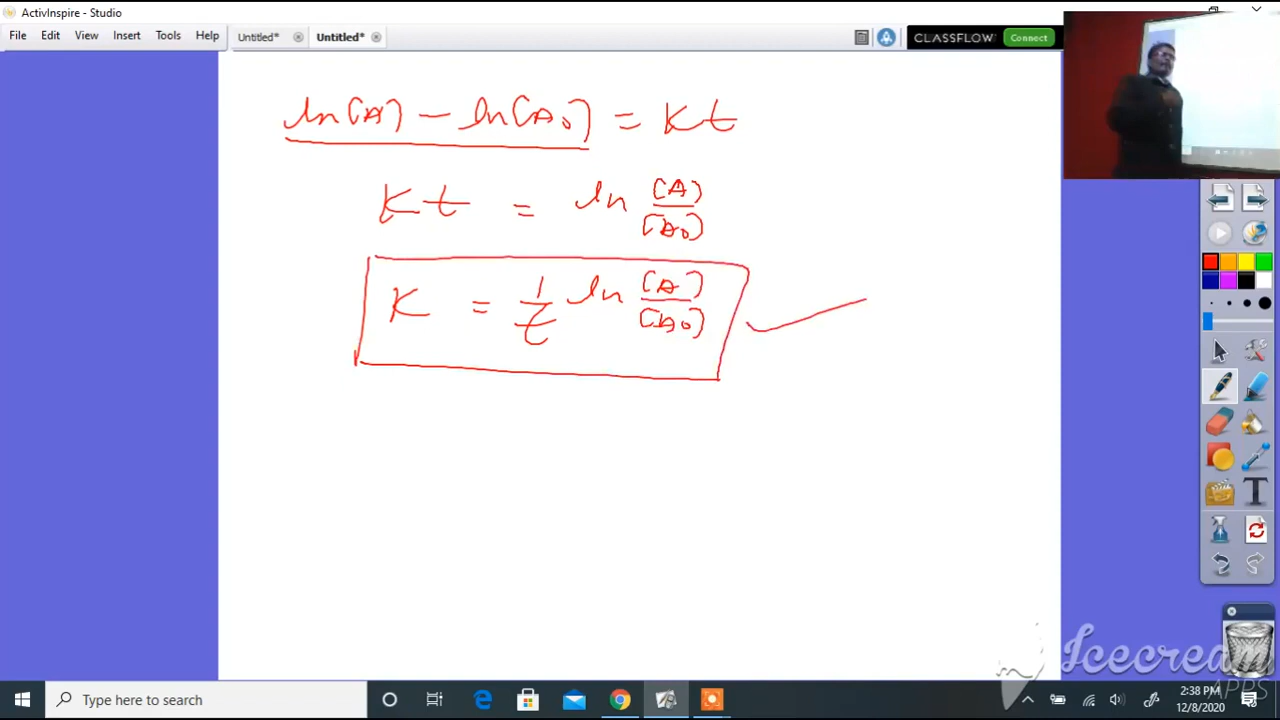 ActivInspire - Studio
File Edit View Insert Tools Help Untitled* Untitled* CLASSFLOW Connect
ln[A] - ln[A0] = Kt
Kt = ln [A]/[A0]
K = 1/t ln [A]/[A0]
Icecream
APPS
Type here to search
2:38 PM
12/8/2020